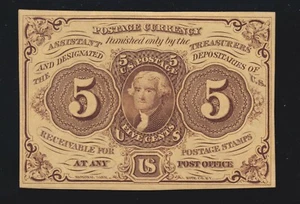 POSTAGE CURRENCY
Furnished only by the
ASSISTANT TREASURERS
AND DESIGNATED DEPOSITARIES OF
THE U.S.
5 U.S. POSTAGE 5
5 5
FIVE CENTS
RECEIVABLE FOR POSTAGE STAMPS
AT ANY US POST OFFICE